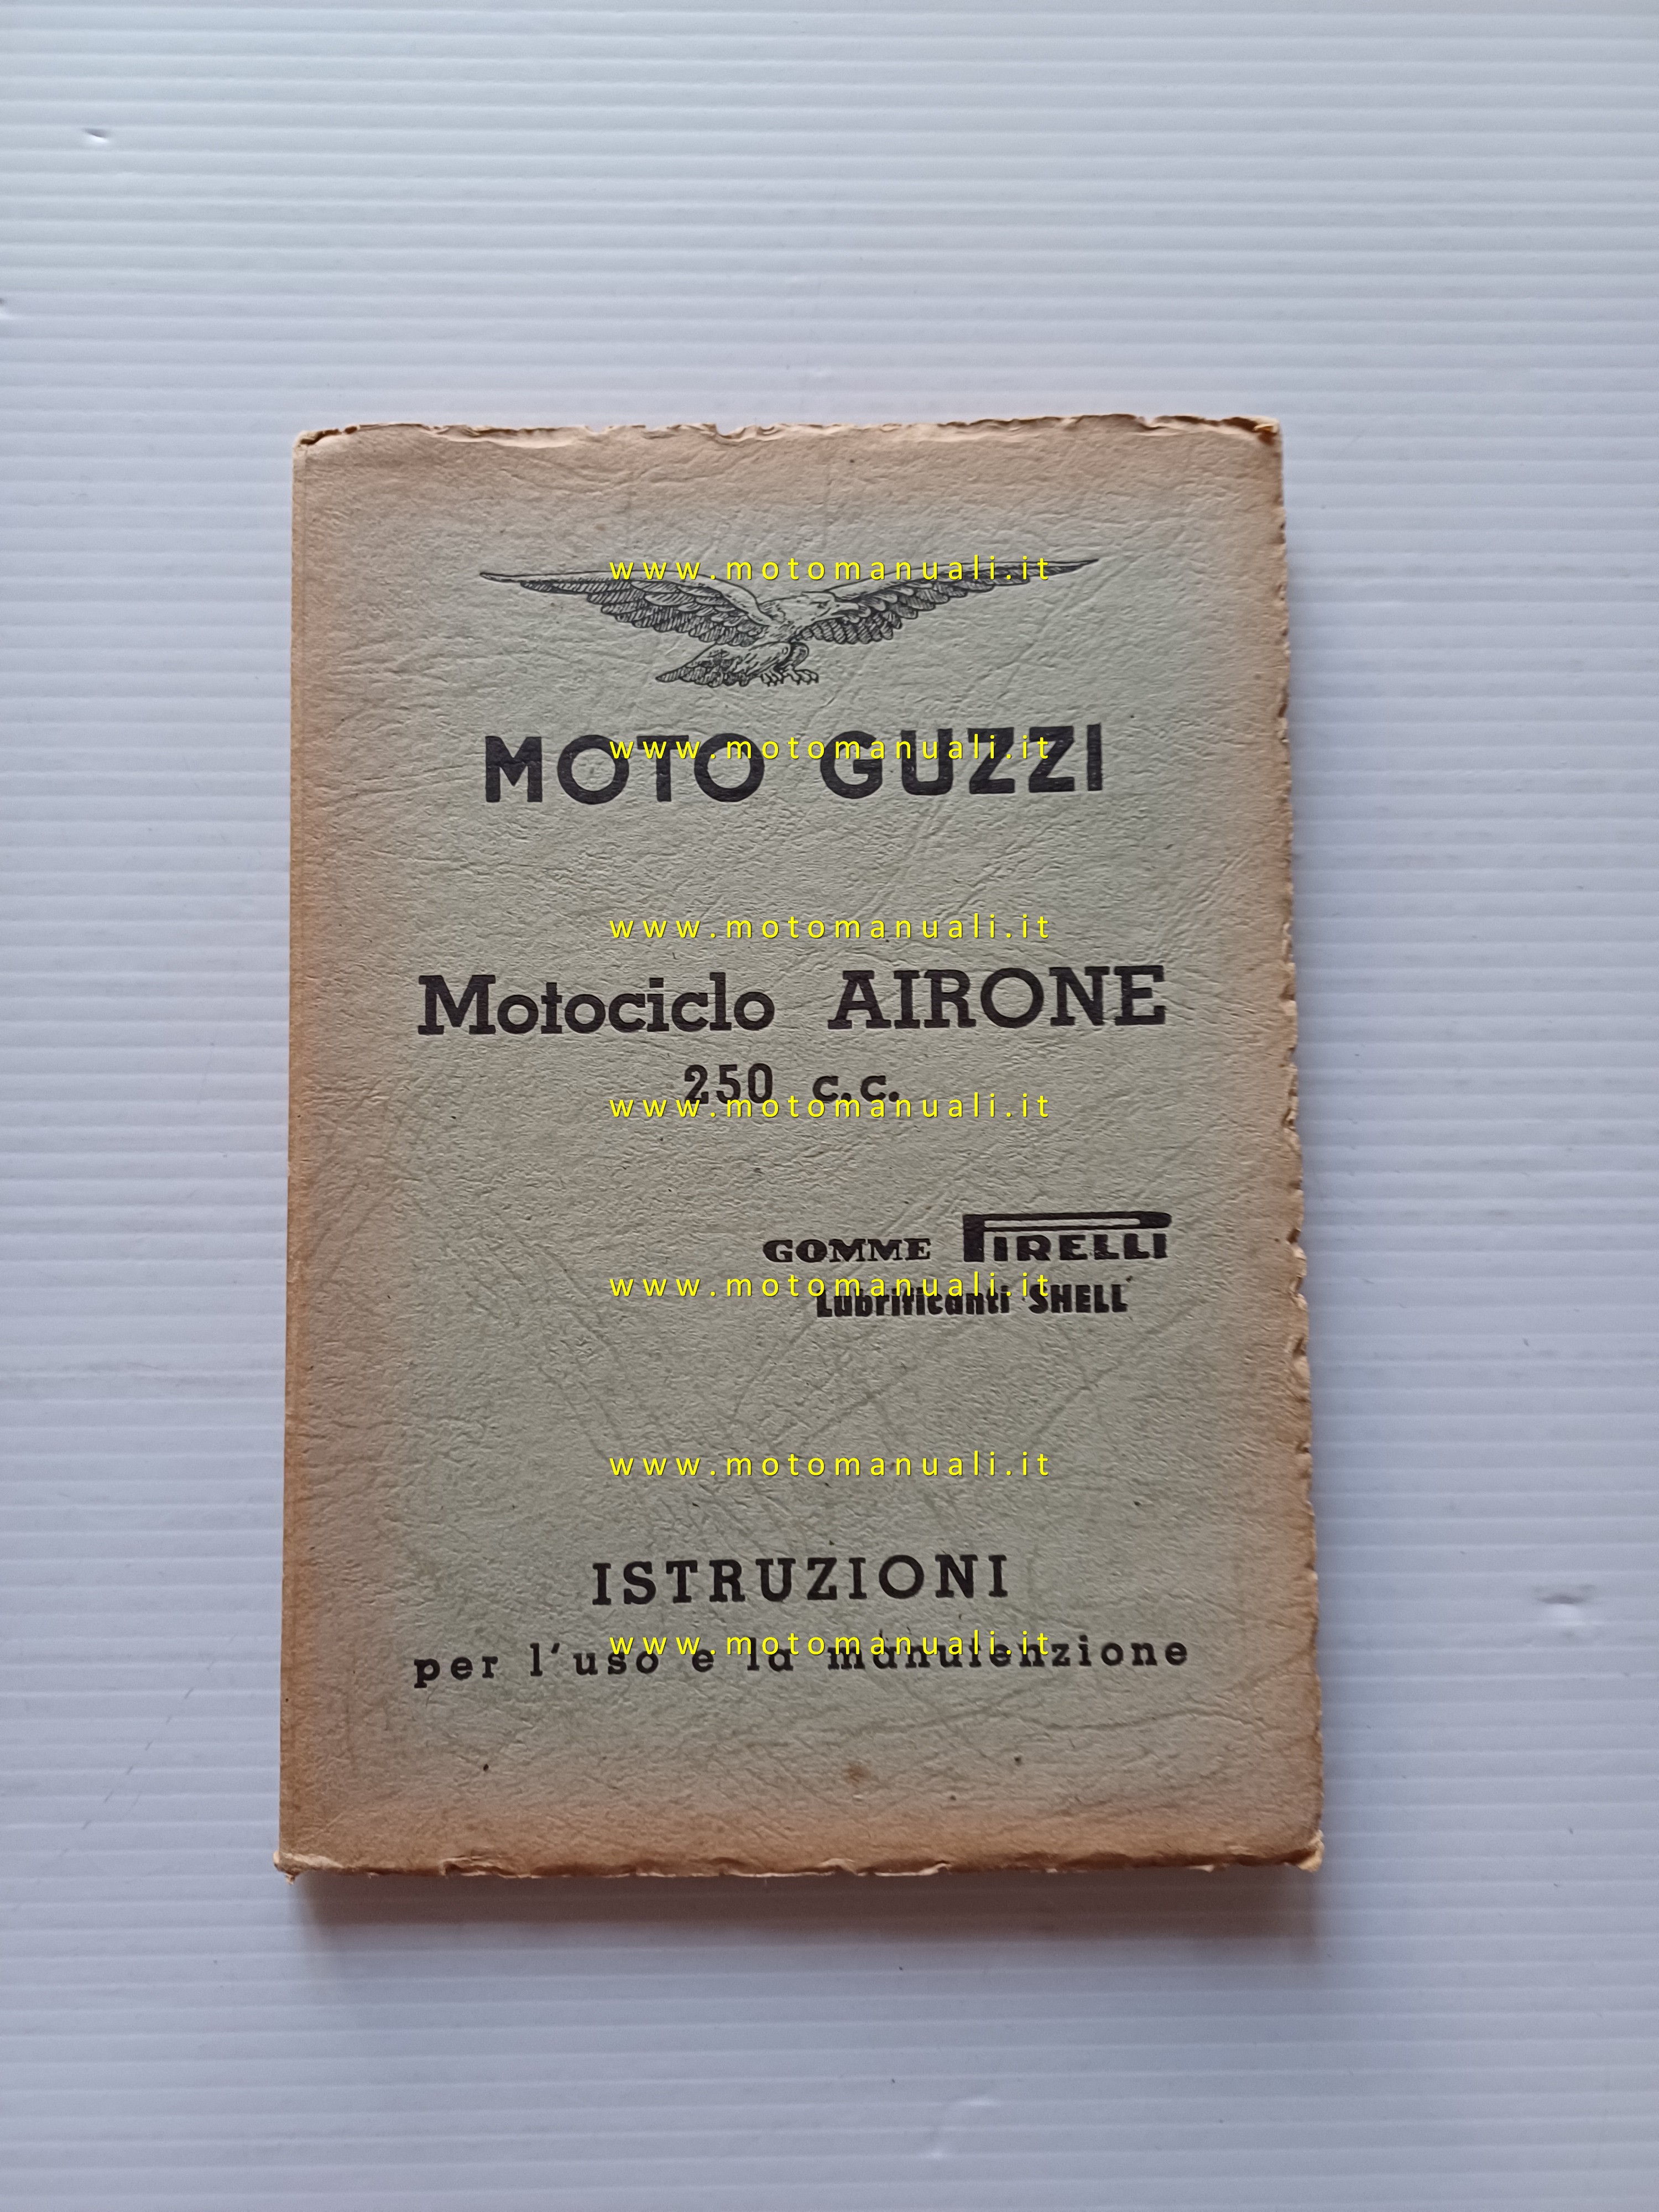 www.motomanuali.it
MOTO GUZZI
www.motomanuali.it
www.motomanuali.it
Motociclo AIRONE
250 c.c.
www.motomanuali.it
GOMME PIRELLI
www.motomanuali.it
Lubrificanti "SHELL"
www.motomanuali.it
ISTRUZIONI
www.motomanuali.it
per l'uso e la manutenzione